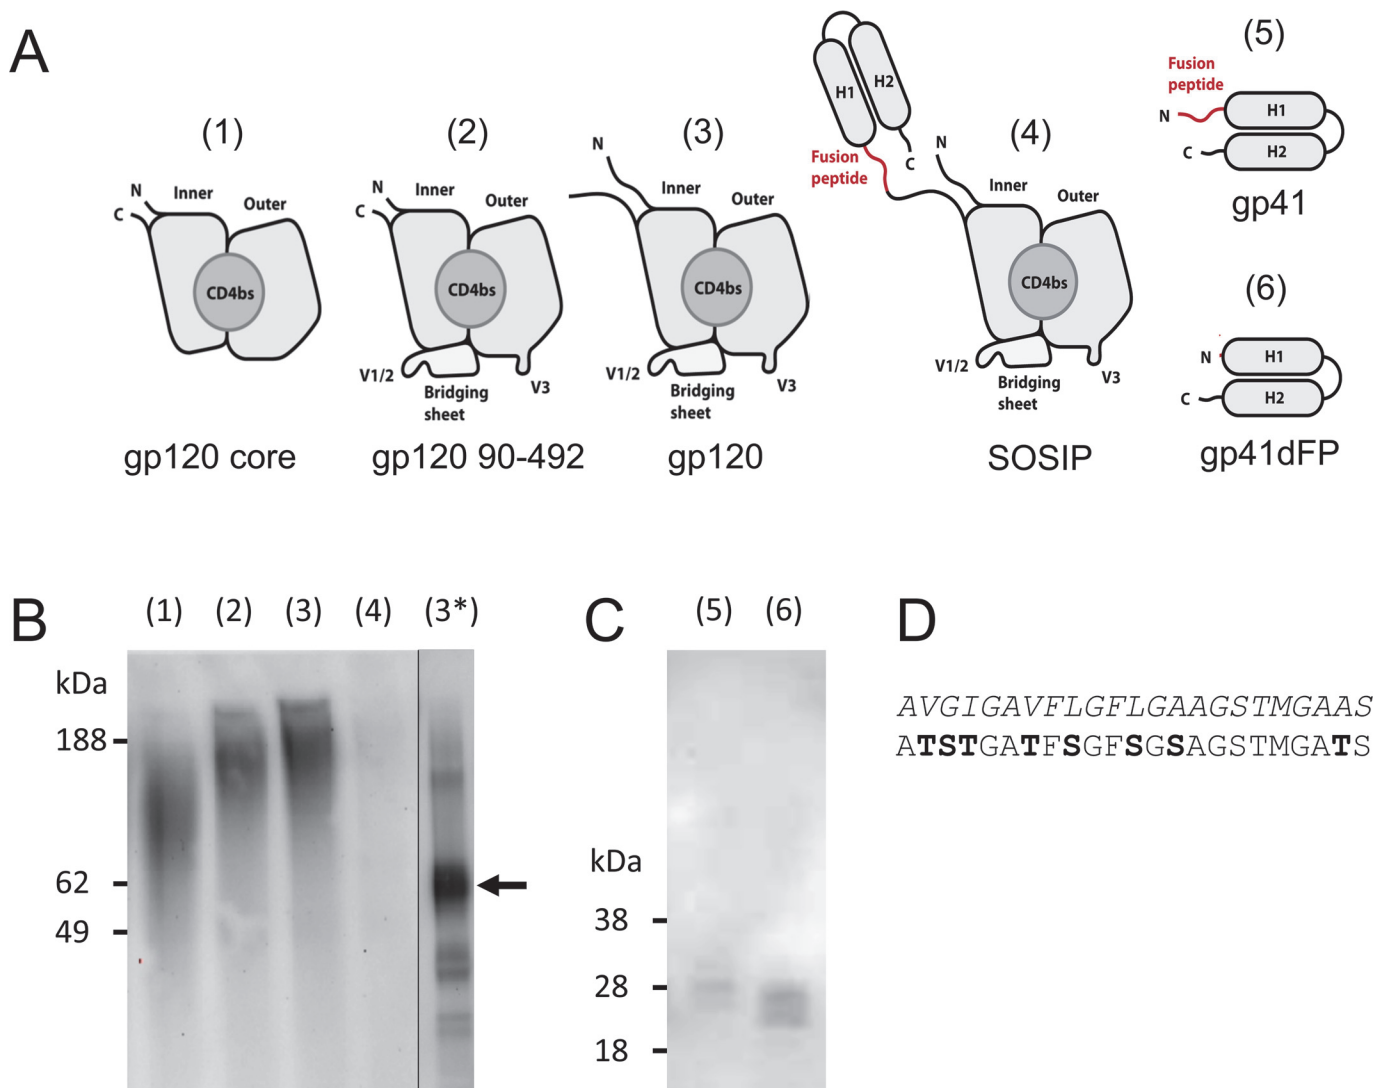 A
(1)
N
C
Inner
Outer
CD4bs
gp120 core
(2)
N
C
Inner
Outer
CD4bs
V1/2
Bridging
sheet
V3
gp120 90-492
(3)
N
Inner
Outer
CD4bs
V1/2
Bridging
sheet
V3
gp120
H1
H2
Fusion
peptide
C
N
(4)
Inner
Outer
CD4bs
V1/2
Bridging
sheet
V3
SOSIP
(5)
Fusion
peptide
N
H1
C
H2
gp41
(6)
N
H1
C
H2
gp41dFP
B
(1) (2) (3) (4) (3*)
kDa
188
62
49
C
(5) (6)
kDa
38
28
18
D
AVGIGAVFLGFLGAAGSTMGAAS
ATSTGATFSGFSGSAGSTMGATS